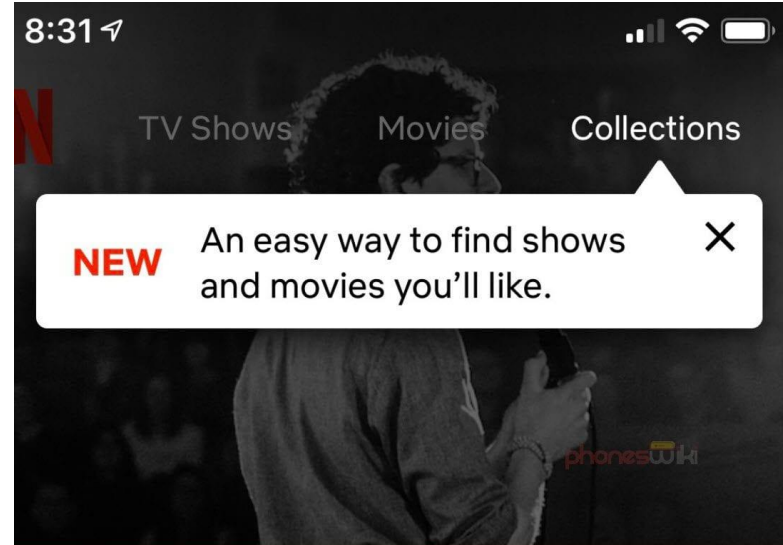 8:31
N
TV Shows Movies Collections
NEW
An easy way to find shows
and movies you’ll like.
phoneswiki